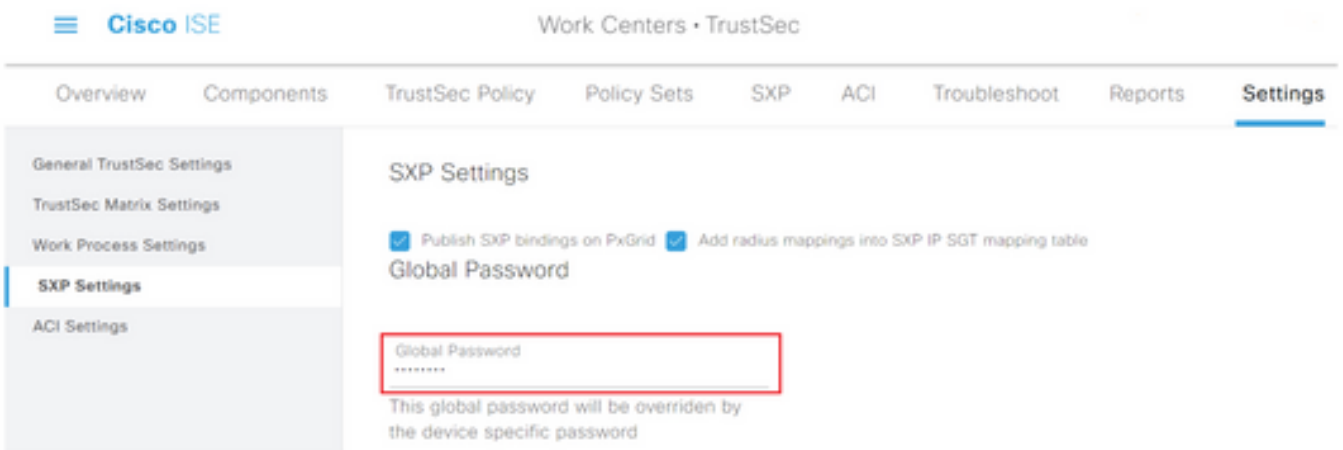 Cisco ISE
Work Centers · TrustSec
Overview Components TrustSec Policy Policy Sets SXP ACI Troubleshoot Reports Settings
General TrustSec Settings
TrustSec Matrix Settings
Work Process Settings
SXP Settings
ACI Settings
SXP Settings
Publish SXP bindings on PxGrid Add radius mappings into SXP IP SGT mapping table
Global Password
Global Password
········
This global password will be overriden by
the device specific password